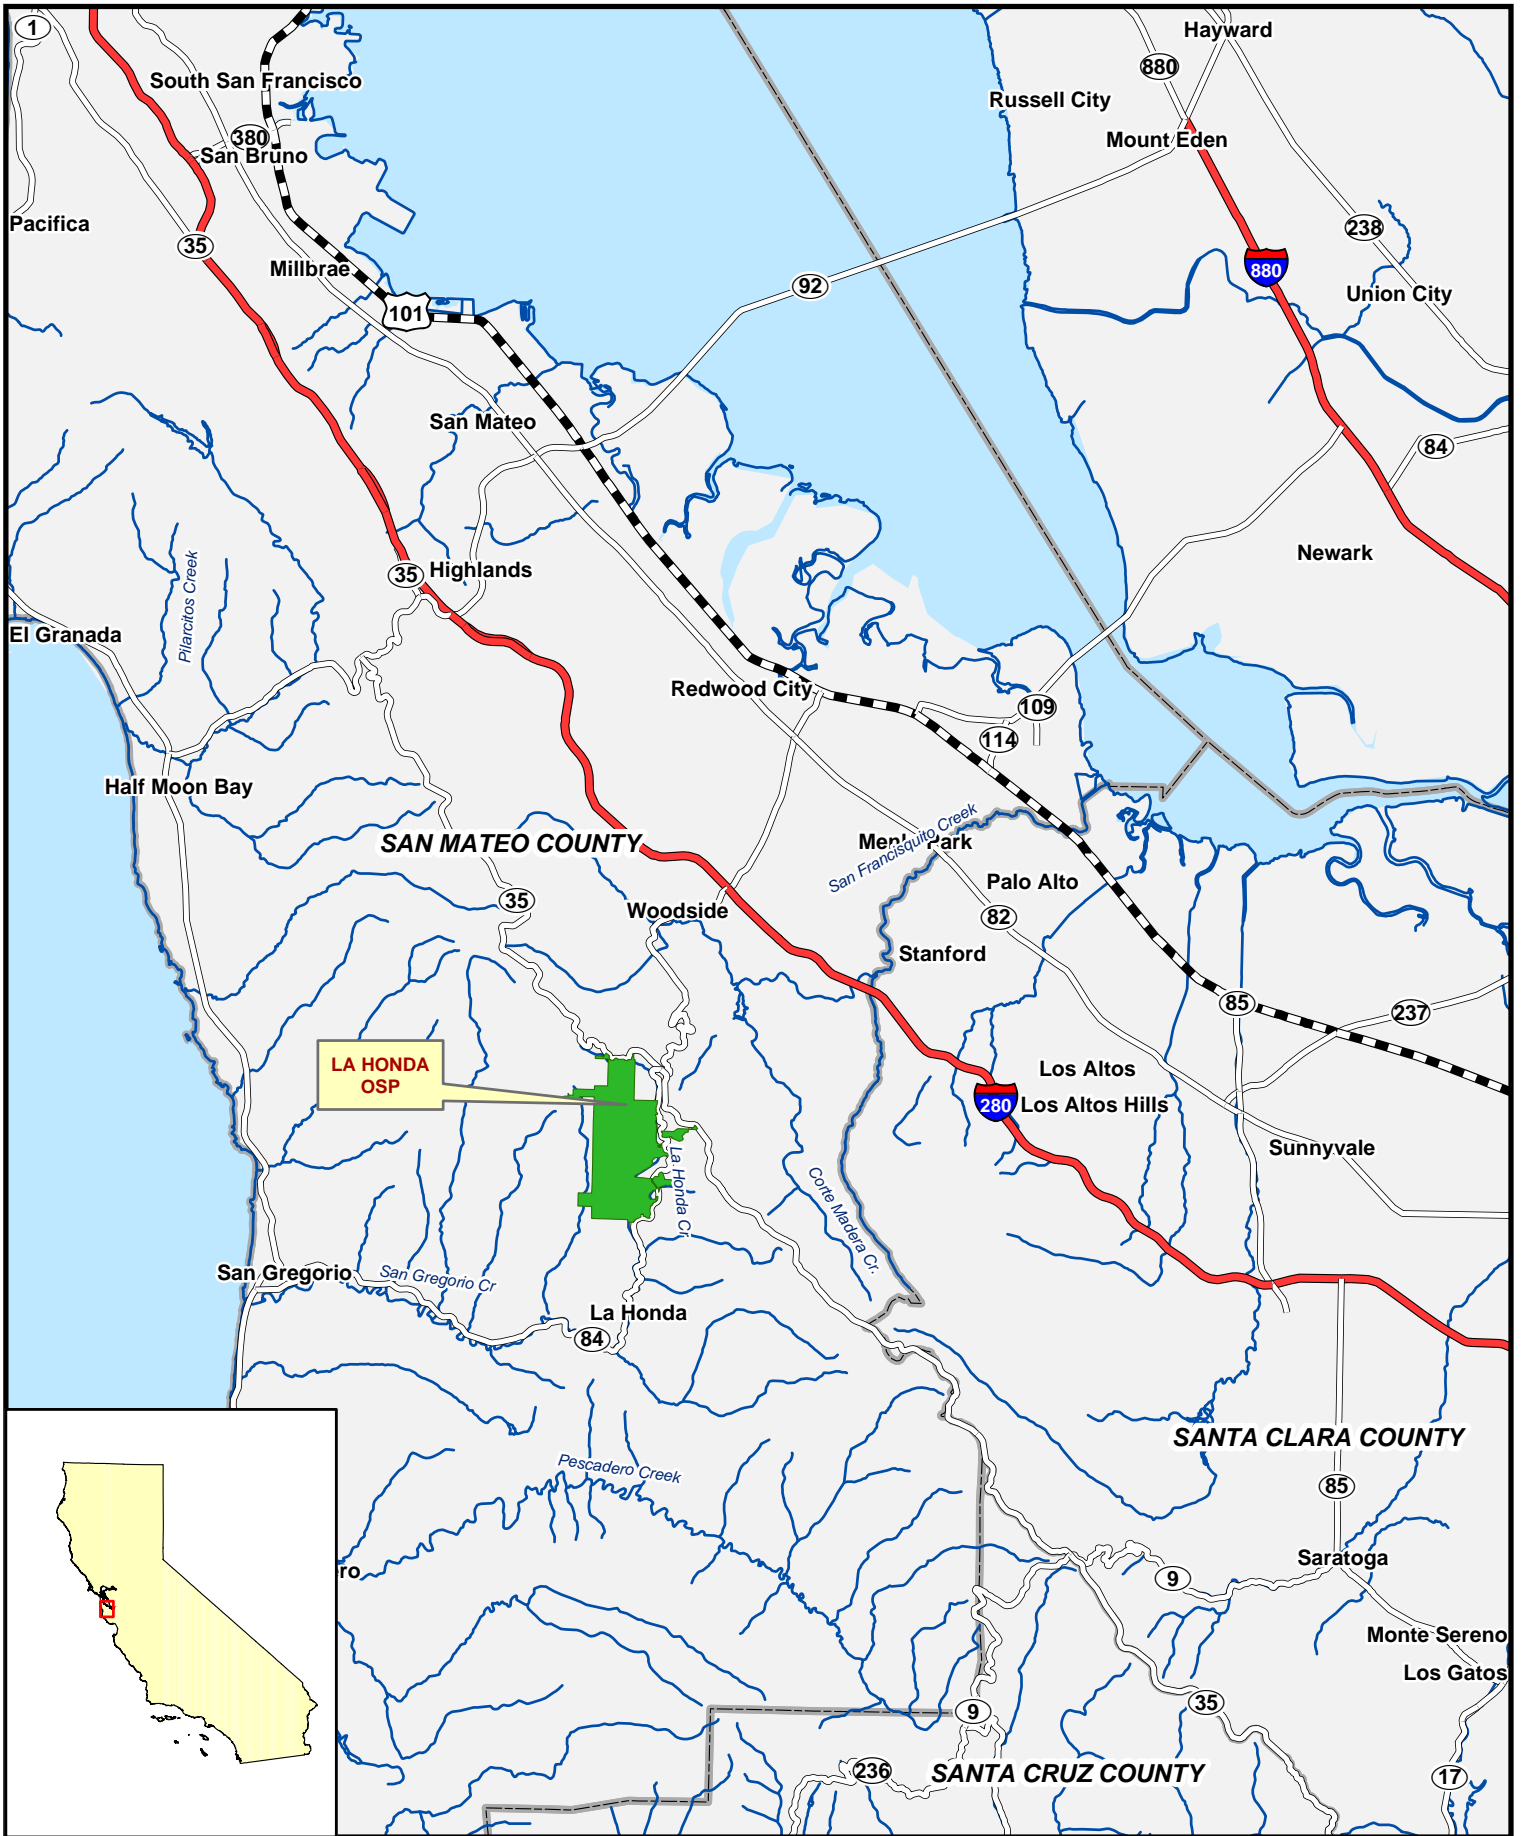 1
Hayward
880
South San Francisco
Russell City
380
Mount Eden
San Bruno
Pacifica
238
35
Millbrae
880
92
Union City
101
San Mateo
84
Newark
35
Highlands
Pilarcitos Creek
El Granada
Redwood City
109
114
Half Moon Bay
SAN MATEO COUNTY
Park
San Francisquito Creek
Palo Alto
35
Woodside
82
Stanford
85
237
LA HONDA
OSP
Los Altos
280
Los Altos Hills
Sunnyvale
La Honda Cr
Corte Madera Cr.
San Gregorio
San Gregorio Cr
La Honda
84
SANTA CLARA COUNTY
Pescadero Creek
85
ro
Saratoga
9
Monte Sereno
Los Gatos
35
9
236
SANTA CRUZ COUNTY
17